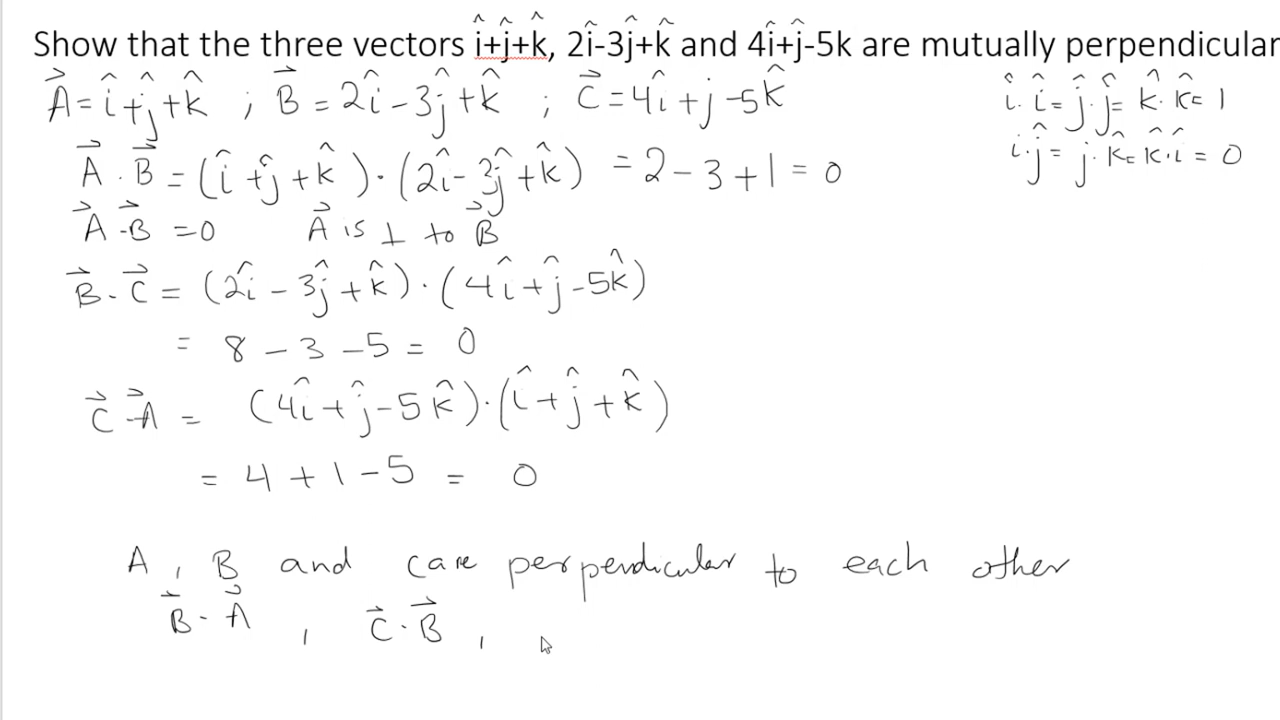 Show that the three vectors î+ĵ+k̂, 2î-3ĵ+k̂ and 4î+ĵ-5k are mutually perpendicular
A⃗ = î+ĵ+k̂ ; B⃗ = 2î-3ĵ+k̂ ; C⃗ = 4î+j-5k̂
î.î = ĵ.ĵ = k̂.k̂ = 1
i.ĵ = j.k̂ = k̂.î = 0
A⃗.B⃗ = (î+ĵ+k̂).(2î-3ĵ+k̂) = 2-3+1 = 0
A⃗.B⃗ = 0 A⃗ is ⊥ to B⃗
B⃗.C⃗ = (2î-3ĵ+k̂).(4î+ĵ-5k̂)
= 8-3-5 = 0
C⃗.A⃗ = (4î+ĵ-5k̂).(î+ĵ+k̂)
= 4+1-5 = 0
A, B and C are perpendicular to each other
B⃗.A⃗, C⃗.B⃗,